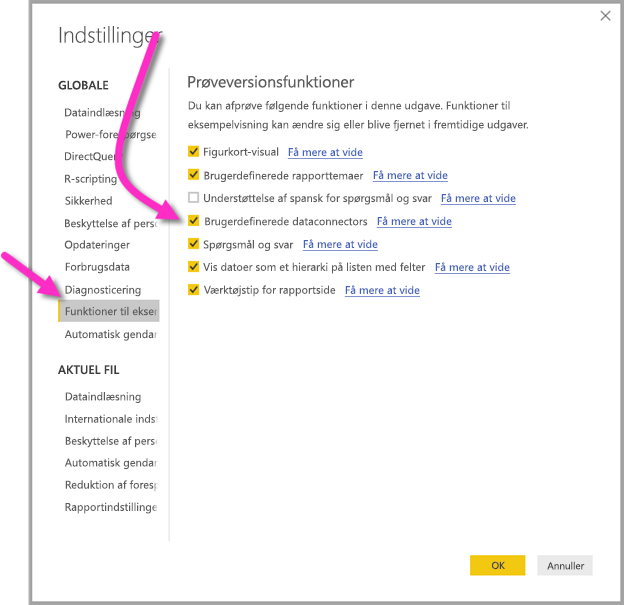 Indstillinger
GLOBALE
Dataindlæsning
Power-forespørgse
DirectQuery
R-scripting
Sikkerhed
Beskyttelse af pers
Opdateringer
Forbrugsdata
Diagnosticering
Funktioner til ekser
Automatisk gendar
AKTUEL FIL
Dataindlæsning
Internationale inds
Beskyttelse af pers
Automatisk gendar
Reduktion af foresp
Rapportindstillinge
Prøveversionsfunktioner
Du kan afprøve følgende funktioner i denne udgave. Funktioner til
eksempelvisning kan ændre sig eller blive fjernet i fremtidige udgaver.
Figurkort-visual Få mere at vide
Brugerdefinerede rapporttemaer Få mere at vide
Understøttelse af spansk for spørgsmål og svar Få mere at vide
Brugerdefinerede dataconnectors Få mere at vide
Spørgsmål og svar Få mere at vide
Vis datoer som et hierarki på listen med felter Få mere at vide
Værktøjstip for rapportside Få mere at vide
OK Annuller